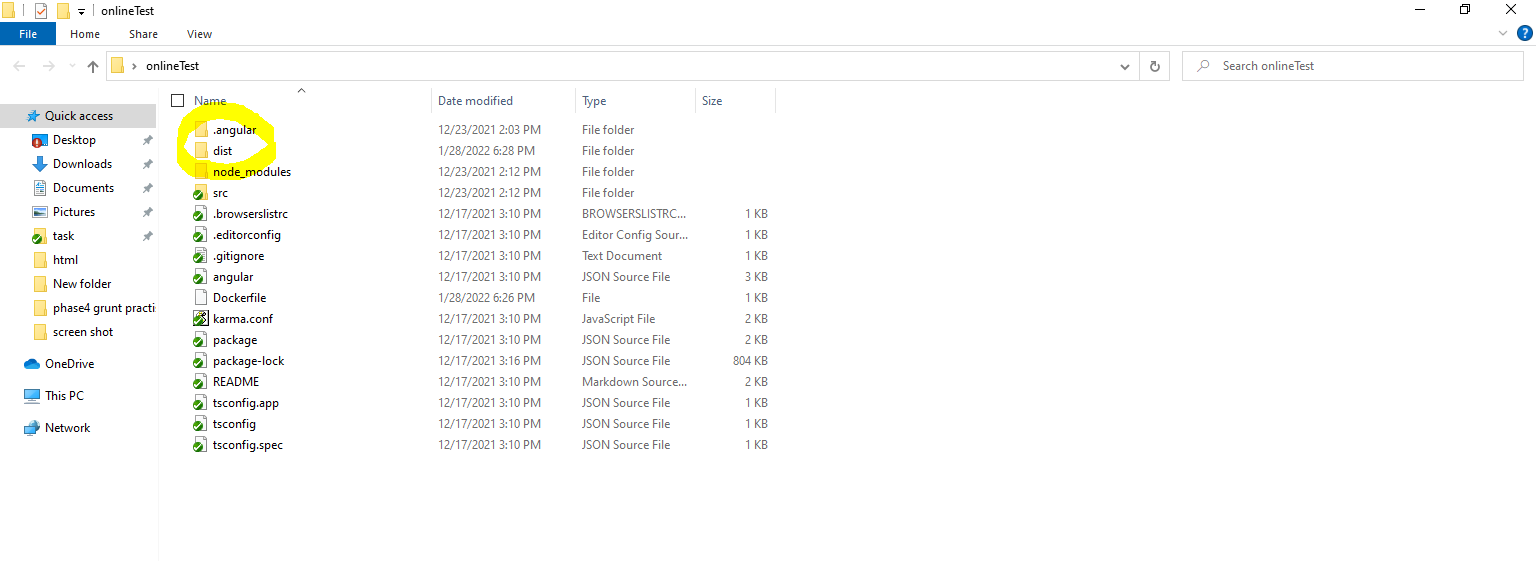 onlineTest
File Home Share View
onlineTest Search onlineTest
Name Date modified Type Size
Quick access
Desktop
Downloads
Documents
Pictures
task
html
New folder
phase4 grunt practi
screen shot
OneDrive
This PC
Network
.angular 12/23/2021 2:03 PM File folder
dist 1/28/2022 6:28 PM File folder
node_modules 12/23/2021 2:12 PM File folder
src 12/23/2021 2:12 PM File folder
.browserslistrc 12/17/2021 3:10 PM BROWSERSLISTRC... 1 KB
.editorconfig 12/17/2021 3:10 PM Editor Config Sour... 1 KB
.gitignore 12/17/2021 3:10 PM Text Document 1 KB
angular 12/17/2021 3:10 PM JSON Source File 3 KB
Dockerfile 1/28/2022 6:26 PM File 1 KB
karma.conf 12/17/2021 3:10 PM JavaScript File 2 KB
package 12/17/2021 3:10 PM JSON Source File 2 KB
package-lock 12/17/2021 3:16 PM JSON Source File 804 KB
README 12/17/2021 3:10 PM Markdown Source... 2 KB
tsconfig.app 12/17/2021 3:10 PM JSON Source File 1 KB
tsconfig 12/17/2021 3:10 PM JSON Source File 1 KB
tsconfig.spec 12/17/2021 3:10 PM JSON Source File 1 KB